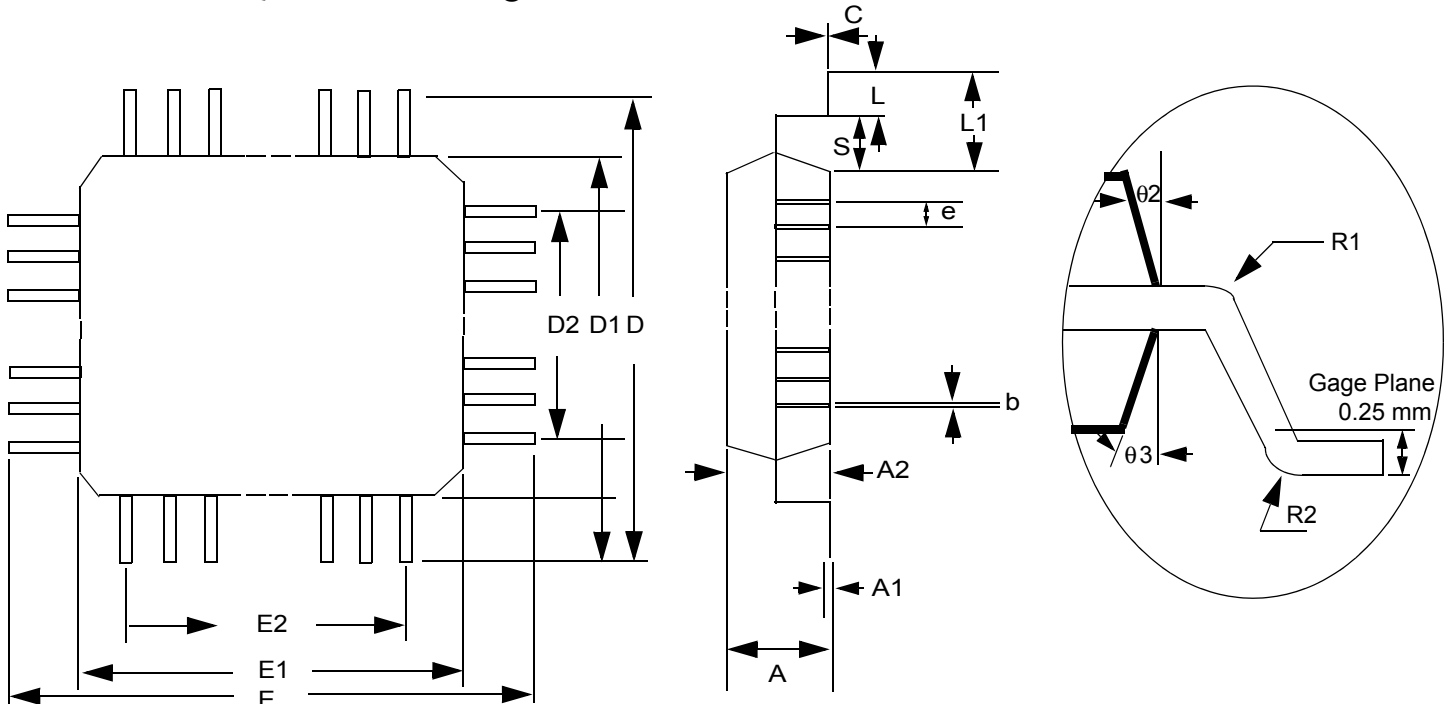 C
L
L1
S
e
b
A2
A1
A
D2 D1 D
E2
E1
θ2
R1
Gage Plane
0.25 mm
θ3
R2